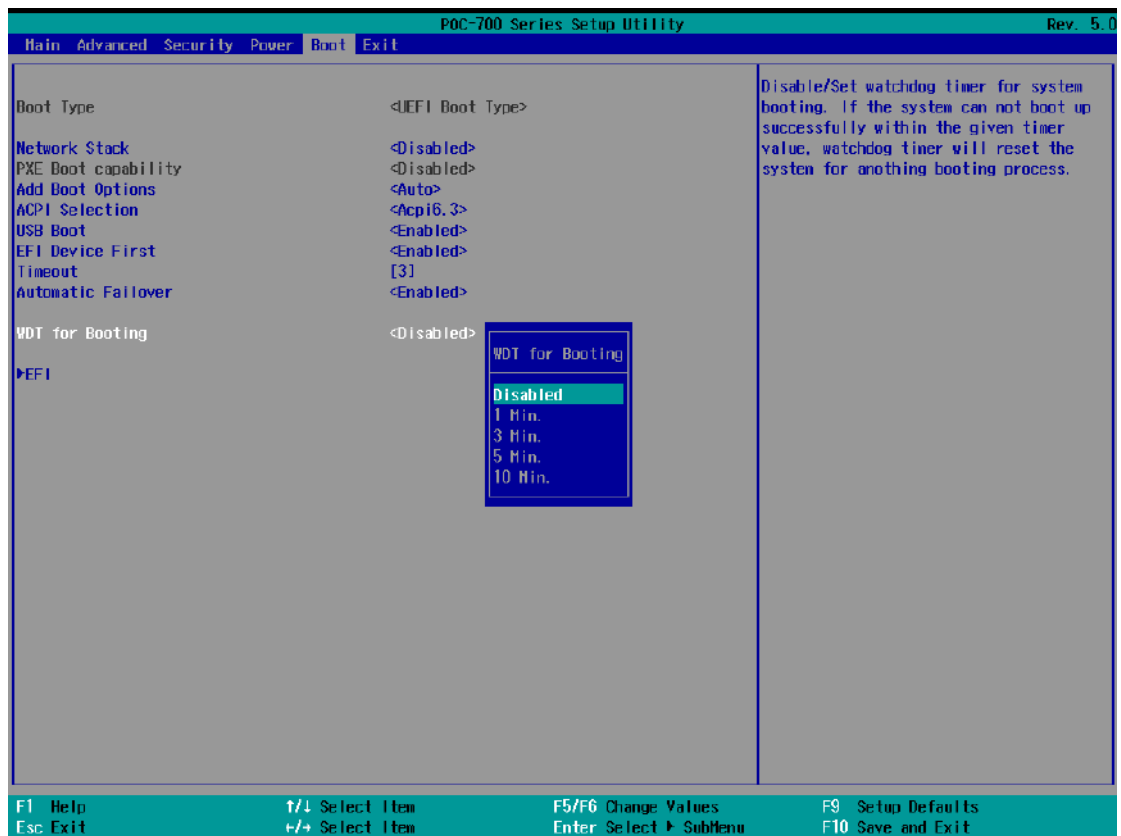 POC-700 Series Setup Utility Rev. 5.0
Main Advanced Security Power Boot Exit
Boot Type <UEFI Boot Type>
Network Stack <Disabled>
PXE Boot capability <Disabled>
Add Boot Options <Auto>
ACPI Selection <Acpi6.3>
USB Boot <Enabled>
EFI Device First <Enabled>
Timeout [3]
Automatic Failover <Enabled>
WDT for Booting <Disabled>
▶EFI
WDT for Booting
Disabled
1 Min.
3 Min.
5 Min.
10 Min.
Disable/Set watchdog timer for system
booting. If the system can not boot up
successfully within the given timer
value, watchdog timer will reset the
system for anothing booting process.
F1 Help ↑/↓ Select Item F5/F6 Change Values F9 Setup Defaults
Esc Exit ←/→ Select Item Enter Select ▶ SubMenu F10 Save and Exit